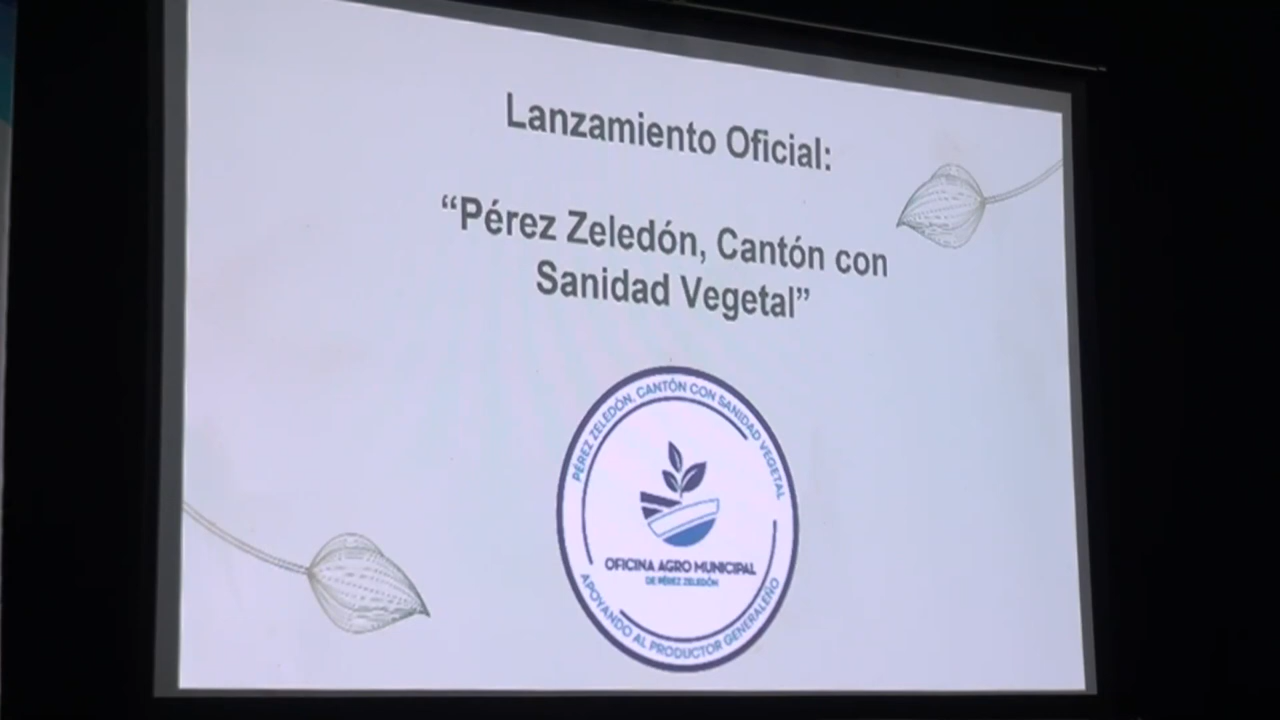 Lanzamiento Oficial:
“Pérez Zeledón, Cantón con
Sanidad Vegetal”
PÉREZ ZELEDÓN, CANTÓN CON SANIDAD VEGETAL
OFICINA AGRO MUNICIPAL
DE PÉREZ ZELEDÓN
APOYANDO AL PRODUCTOR GENERALEÑO